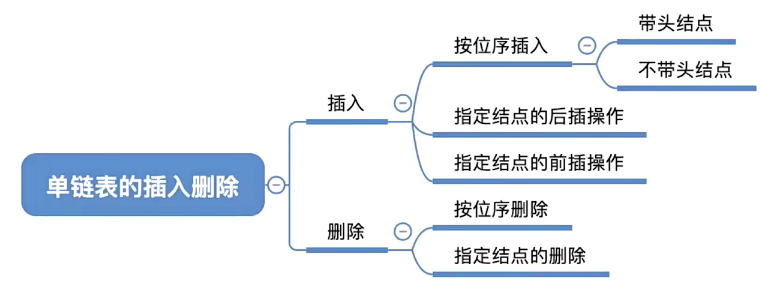 单链表的插入删除
插入
按位序插入
带头结点
不带头结点
指定结点的后插操作
指定结点的前插操作
删除
按位序删除
指定结点的删除